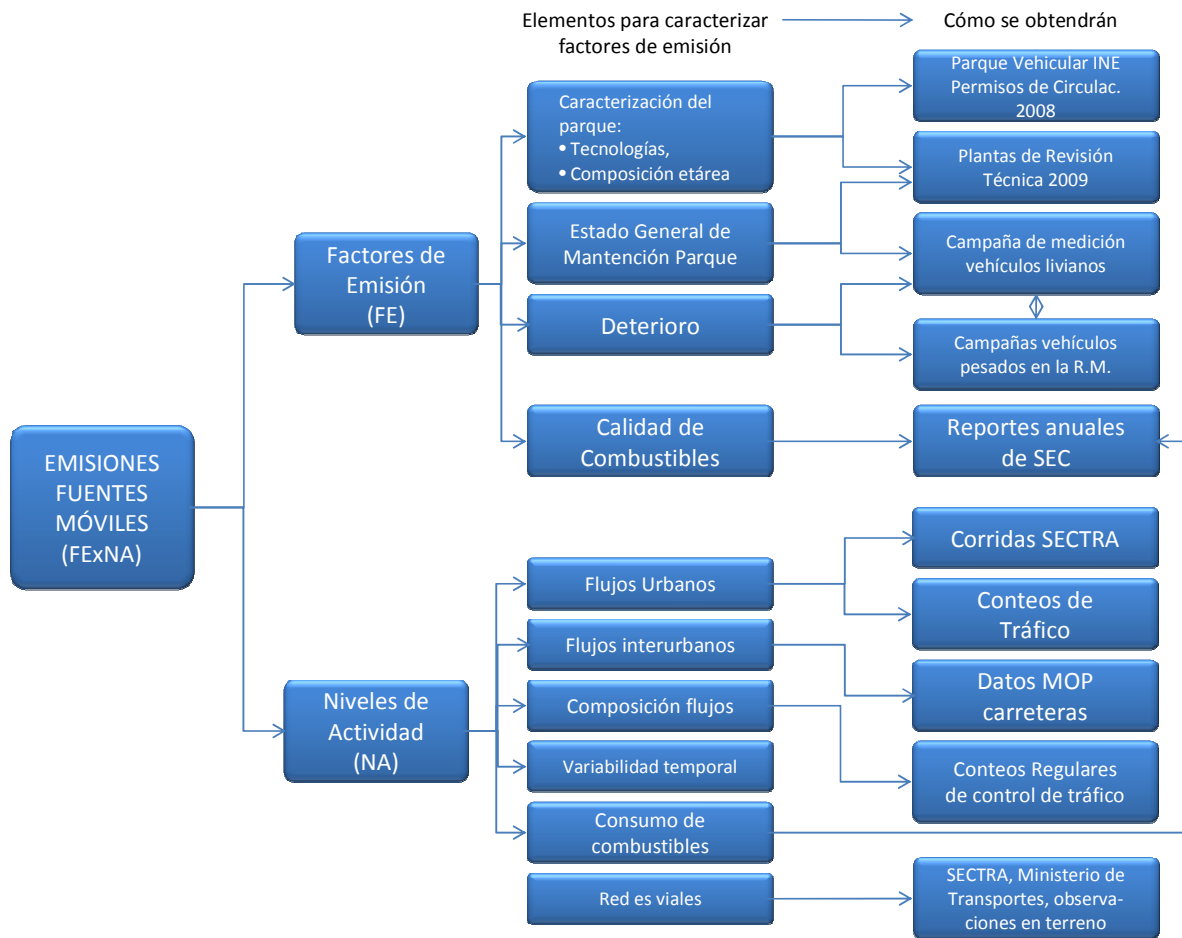 Elementos para caracterizar
factores de emisión
Cómo se obtendrán
Parque Vehicular INE
Permisos de Circulac.
2008
Caracterización del
parque:
• Tecnologías,
• Composición etárea
Plantas de Revisión
Técnica 2009
Estado General de
Mantención Parque
Campaña de medición
vehículos livianos
Factores de
Emisión
(FE)
Deterioro
Campañas vehículos
pesados en la R.M.
Calidad de
Combustibles
Reportes anuales
de SEC
EMISIONES
FUENTES
MÓVILES
(FExNA)
Corridas SECTRA
Flujos Urbanos
Conteos de
Tráfico
Flujos interurbanos
Datos MOP
carreteras
Niveles de
Actividad
(NA)
Composición flujos
Variabilidad temporal
Conteos Regulares
de control de tráfico
Consumo de
combustibles
Red es viales
SECTRA, Ministerio de
Transportes, observa-
ciones en terreno